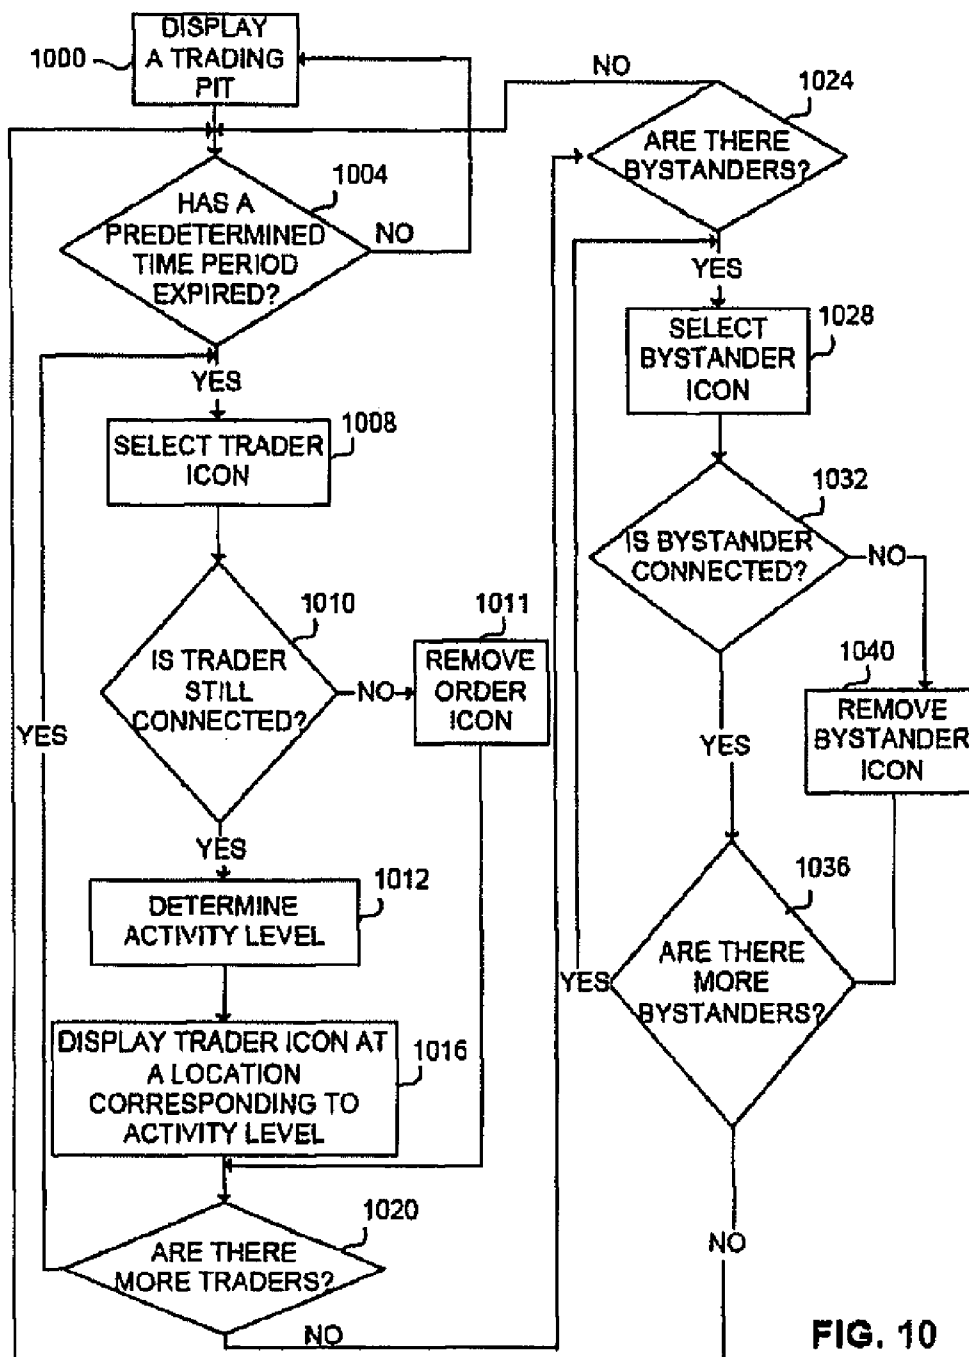 1000
DISPLAY
A TRADING
PIT
1004
HAS A
PREDETERMINED
TIME PERIOD
EXPIRED?
NO
YES
1008
SELECT TRADER
ICON
1010
IS TRADER
STILL
CONNECTED?
NO
1011
REMOVE
ORDER
ICON
YES
YES
1012
DETERMINE
ACTIVITY LEVEL
1016
DISPLAY TRADER ICON AT
A LOCATION
CORRESPONDING TO
ACTIVITY LEVEL
1020
ARE THERE
MORE TRADERS?
NO
NO
1024
ARE THERE
BYSTANDERS?
YES
1028
SELECT
BYSTANDER
ICON
1032
IS BYSTANDER
CONNECTED?
NO
1040
REMOVE
BYSTANDER
ICON
YES
1036
ARE THERE
MORE
BYSTANDERS?
YES
NO
FIG. 10